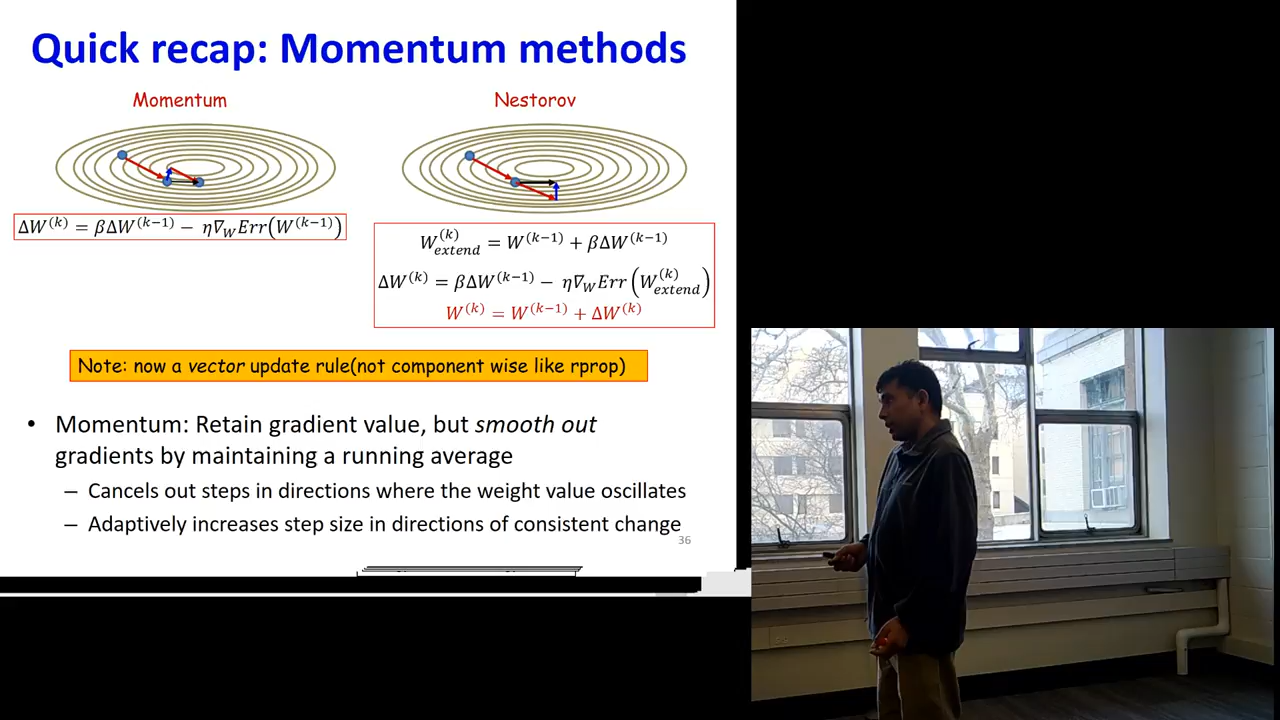 Quick recap: Momentum methods
Momentum
Nestorov
ΔW⁽ᵏ⁾ = βΔW⁽ᵏ⁻¹⁾ − η∇_W Err(W⁽ᵏ⁻¹⁾)
W_extend⁽ᵏ⁾ = W⁽ᵏ⁻¹⁾ + βΔW⁽ᵏ⁻¹⁾
ΔW⁽ᵏ⁾ = βΔW⁽ᵏ⁻¹⁾ − η∇_W Err(W_extend⁽ᵏ⁾)
W⁽ᵏ⁾ = W⁽ᵏ⁻¹⁾ + ΔW⁽ᵏ⁾
Note: now a vector update rule(not component wise like rprop)
• Momentum: Retain gradient value, but smooth out
gradients by maintaining a running average
– Cancels out steps in directions where the weight value oscillates
– Adaptively increases step size in directions of consistent change
36